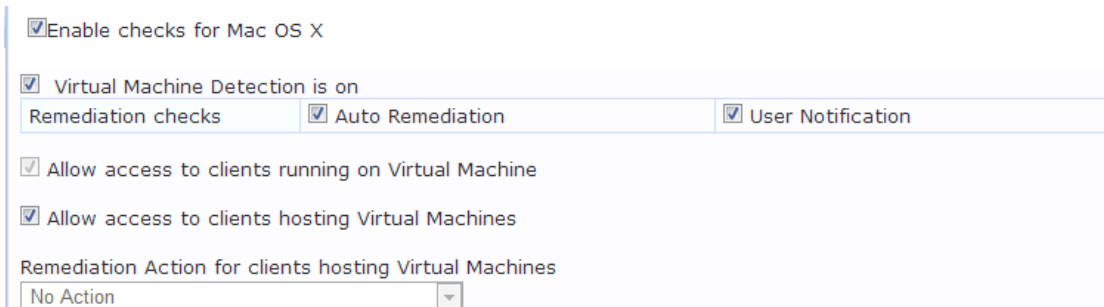 Enable checks for Mac OS X
Virtual Machine Detection is on
Remediation checks Auto Remediation User Notification
Allow access to clients running on Virtual Machine
Allow access to clients hosting Virtual Machines
Remediation Action for clients hosting Virtual Machines
No Action